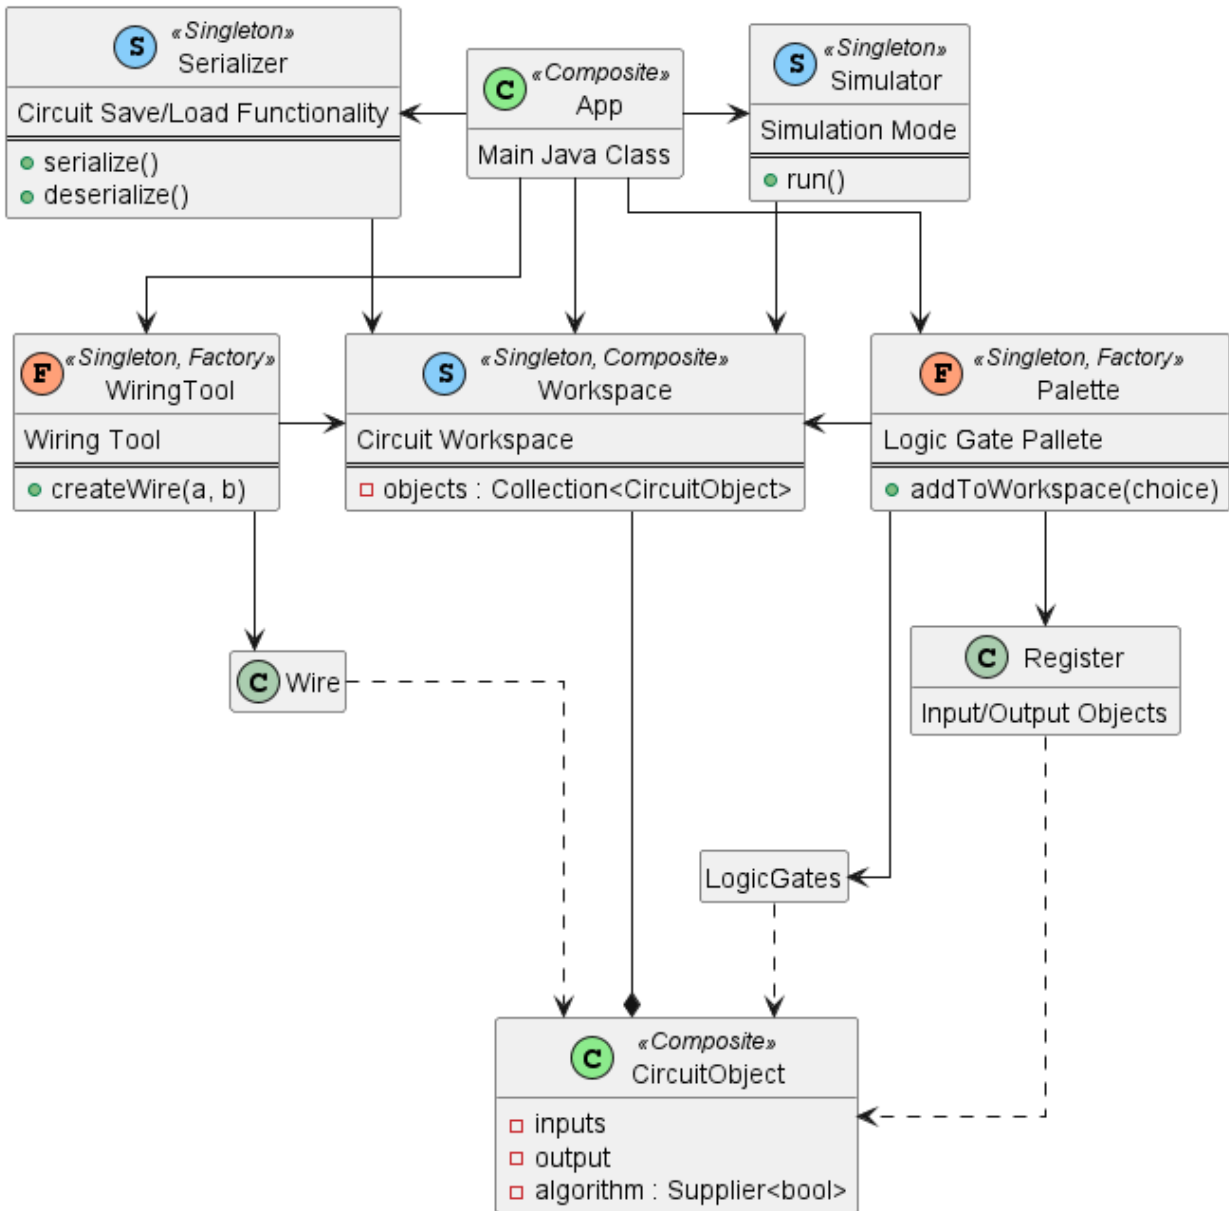 S «Singleton»
Serializer
Circuit Save/Load Functionality
serialize()
deserialize()
C «Composite»
App
Main Java Class
S «Singleton»
Simulator
Simulation Mode
run()
F «Singleton, Factory»
WiringTool
Wiring Tool
createWire(a, b)
S «Singleton, Composite»
Workspace
Circuit Workspace
objects : Collection<CircuitObject>
F «Singleton, Factory»
Palette
Logic Gate Pallete
addToWorkspace(choice)
C Wire
C Register
Input/Output Objects
LogicGates
C «Composite»
CircuitObject
inputs
output
algorithm : Supplier<bool>